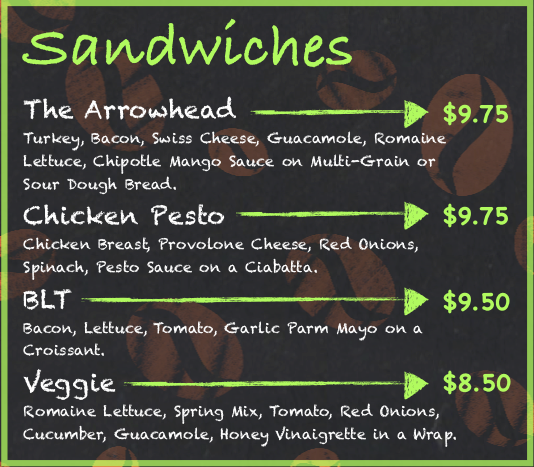 Sandwiches
The Arrowhead $9.75
Turkey, Bacon, Swiss Cheese, Guacamole, Romaine
Lettuce, Chipotle Mango Sauce on Multi-Grain or
Sour Dough Bread.
Chicken Pesto $9.75
Chicken Breast, Provolone Cheese, Red Onions,
Spinach, Pesto Sauce on a Ciabatta.
BLT $9.50
Bacon, Lettuce, Tomato, Garlic Parm Mayo on a
Croissant.
Veggie $8.50
Romaine Lettuce, Spring Mix, Tomato, Red Onions,
Cucumber, Guacamole, Honey Vinaigrette in a Wrap.